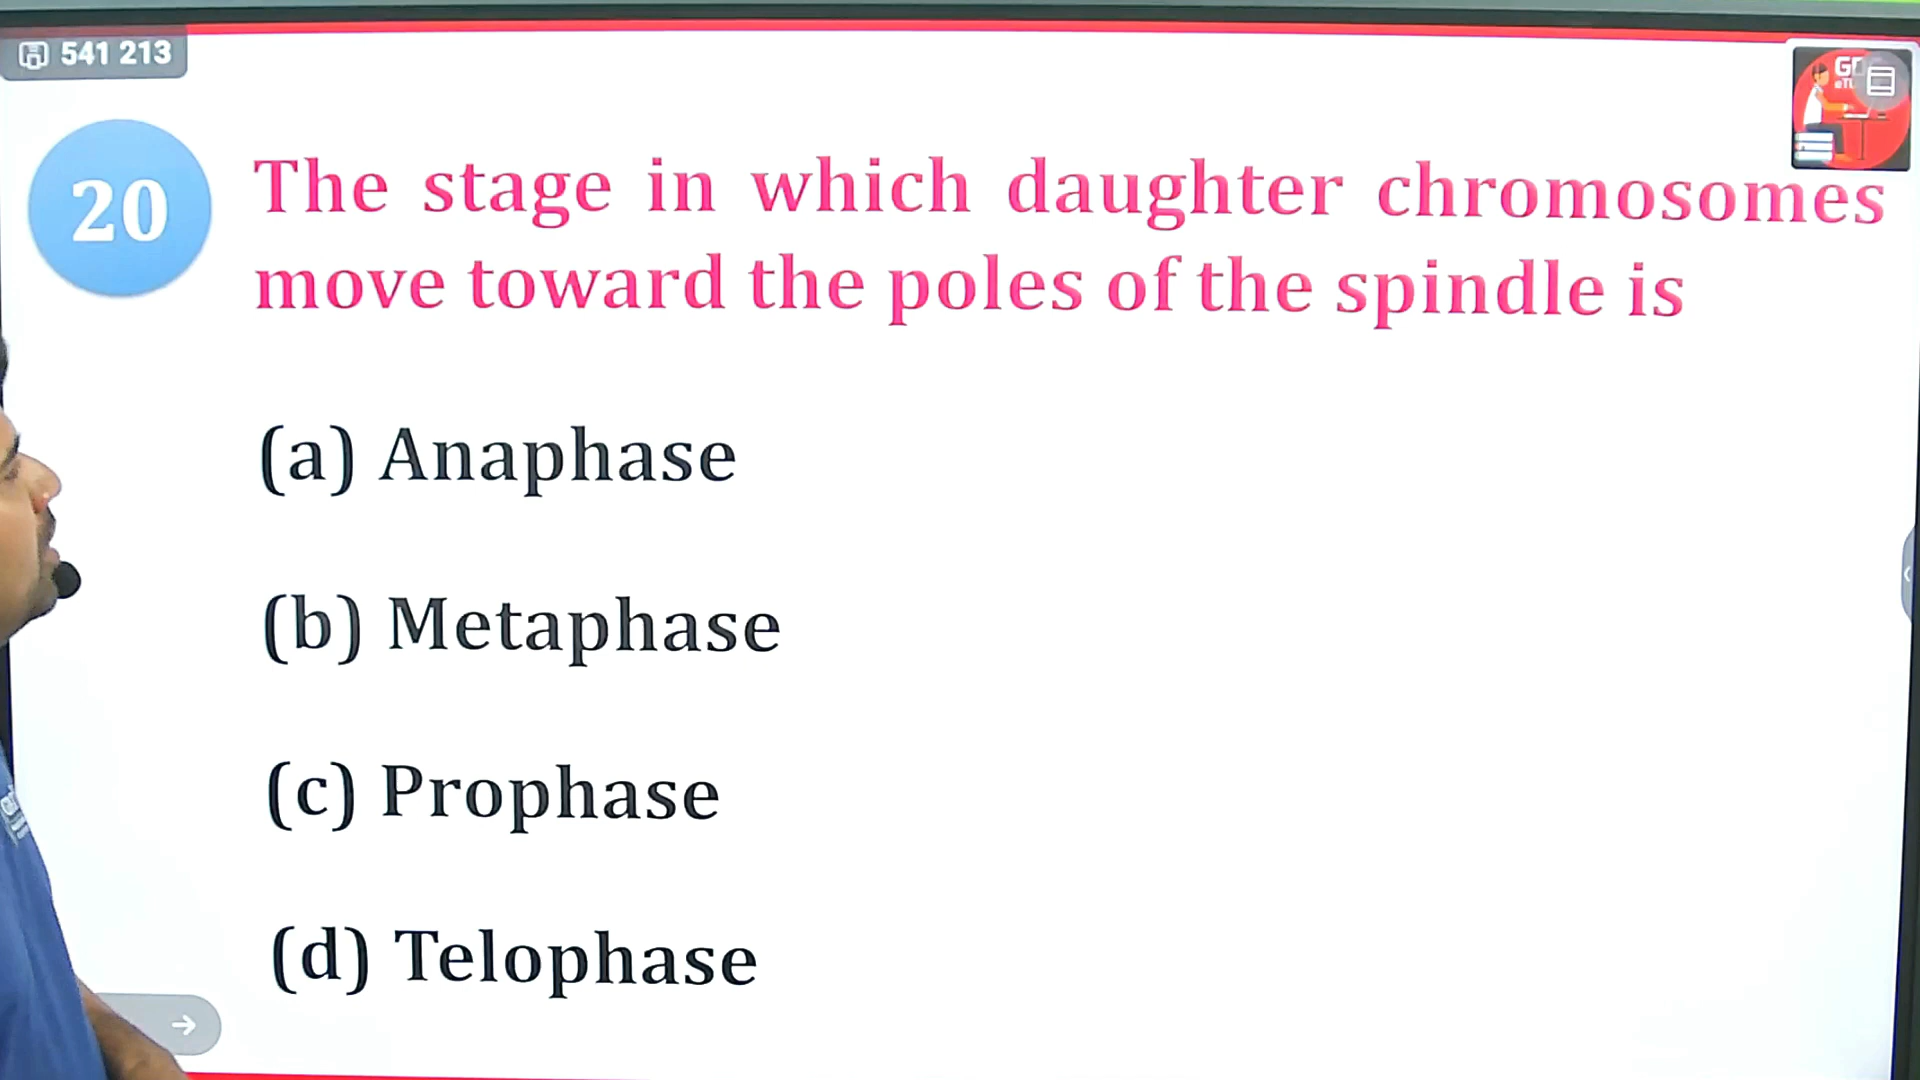 541 213
20
The stage in which daughter chromosomes
move toward the poles of the spindle is
(a) Anaphase
(b) Metaphase
(c) Prophase
(d) Telophase